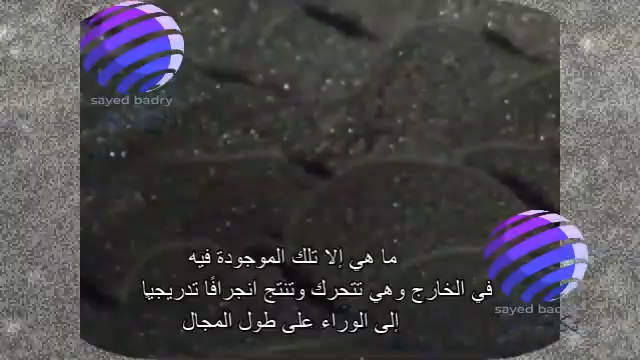 sayed badry
ما هي إلا تلك الموجودة فيه
في الخارج وهي تتحرك وتنتج انجرافًا تدريجيا
إلى الوراء على طول المجال
sayed badry